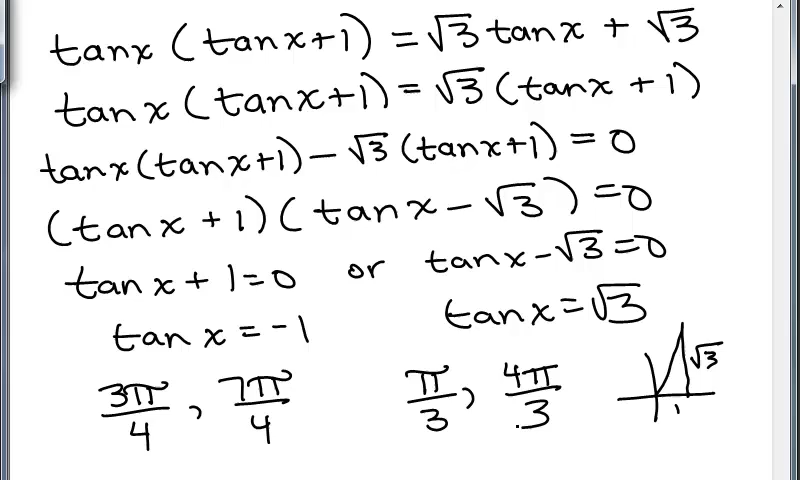 tanx (tanx+1) = √3 tanx + √3
tanx (tanx+1) = √3 (tanx + 1)
tanx (tanx+1) − √3 (tanx+1) = 0
(tanx + 1) (tanx − √3) = 0
tanx + 1 = 0 or tanx − √3 = 0
tanx = −1 tanx = √3
3π/4 , 7π/4 π/3 , 4π/3 √3
1